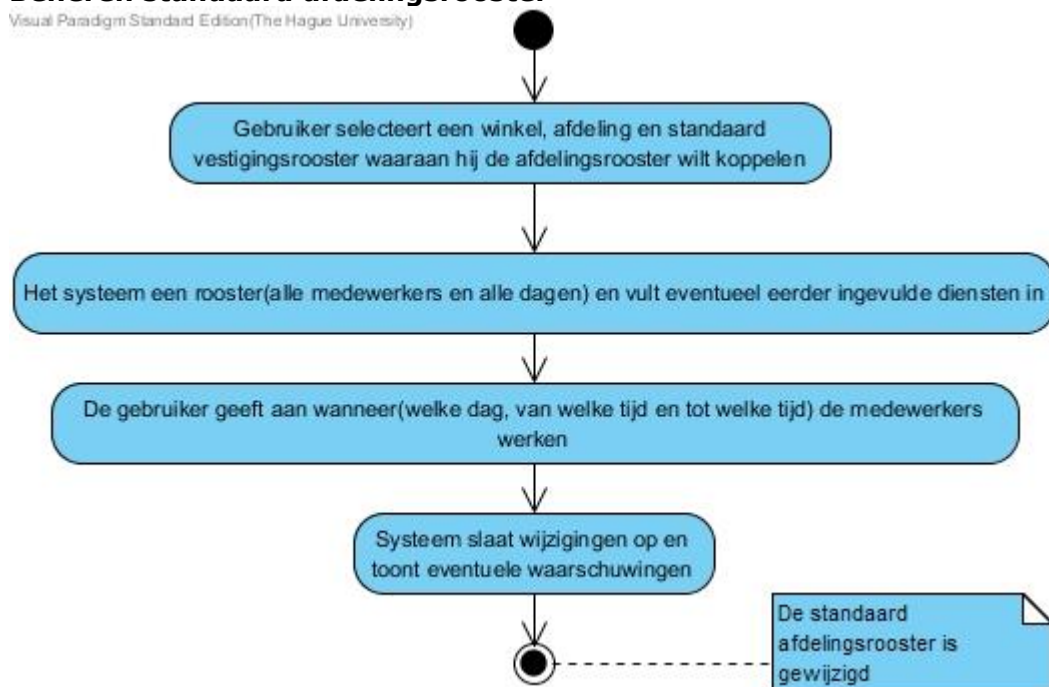 Beheren standaard afdelingsrooster
Visual Paradigm Standard Edition(The Hague University)
Gebruiker selecteert een winkel, afdeling en standaard
vestigingsrooster waaraan hij de afdelingsrooster wilt koppelen
Het systeem een rooster(alle medewerkers en alle dagen) en vult eventueel eerder ingevulde diensten in
De gebruiker geeft aan wanneer(welke dag, van welke tijd en tot welke tijd) de medewerkers
werken
Systeem slaat wijzigingen op en
toont eventuele waarschuwingen
De standaard
afdelingsrooster is
gewijzigd